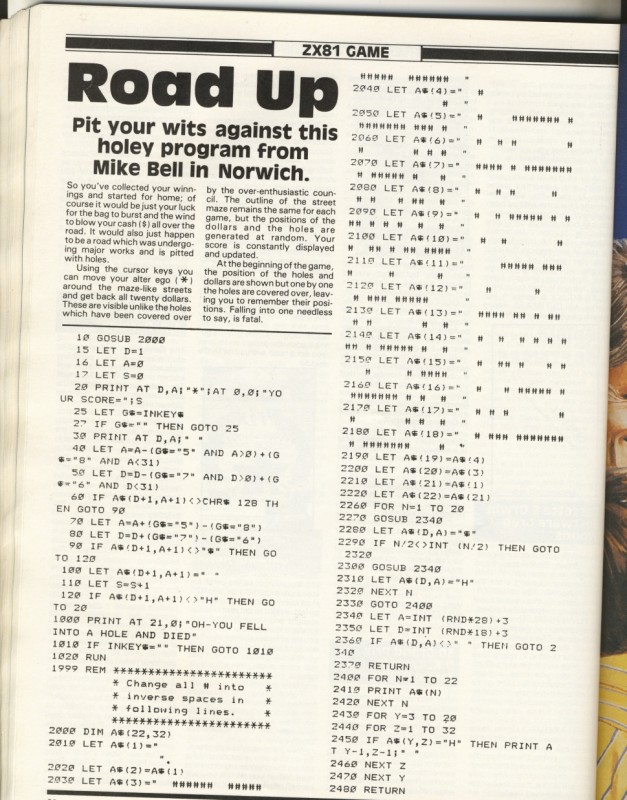 ZX81 GAME
Road Up
Pit your wits against this
holey program from
Mike Bell in Norwich.
So you've collected your winn-
ings and started for home; of
course it would be just your luck
for the bag to burst and the wind
to blow your cash ($) all over the
road. It would also just happen
to be a road which was undergo-
ing major works and is pitted
with holes.
Using the cursor keys you
can move your alter ego (*)
around the maze-like streets
and get back all twenty dollars.
These are visible unlike the holes
which have been covered over
by the over-enthusiastic coun-
cil. The outline of the street
maze remains the same for each
game, but the positions of the
dollars and the holes are
generated at random. Your
score is constantly displayed
and updated.
At the beginning of the game,
the position of the holes and
dollars are shown but one by one
the holes are covered over, leav-
ing you to remember their posi-
tions. Falling into one needless
to say, is fatal.
10 GOSUB 2000
15 LET D=1
16 LET A=0
17 LET S=0
20 PRINT AT D,A;"*";AT 0,0;"YO
UR SCORE=";S
25 LET G$=INKEY$
27 IF G$="" THEN GOTO 25
30 PRINT AT D,A;" "
40 LET A=A-(G$="5" AND A>0)+(G
$="8" AND A<31)
50 LET D=D-(G$="7" AND D>0)+(G
$="6" AND D<31)
60 IF A$(D+1,A+1)<>CHR$ 128 TH
EN GOTO 90
70 LET A=A+(G$="5")-(G$="8")
80 LET D=D+(G$="7")-(G$="6")
90 IF A$(D+1,A+1)<>"$" THEN GO
TO 120
100 LET A$(D+1,A+1)=" "
110 LET S=S+1
120 IF A$(D+1,A+1)<>"H" THEN GO
TO 20
1000 PRINT AT 21,0;"OH-YOU FELL
INTO A HOLE AND DIED"
1010 IF INKEY$="" THEN GOTO 1010
1020 RUN
1999 REM ***********************
* Change all # into *
* inverse spaces in *
* following lines. *
***********************
2000 DIM A$(22,32)
2010 LET A$(1)="
".
2020 LET A$(2)=A$(1)
2030 LET A$(3)=" ###### #####
##### ###### "
2040 LET A$(4)=" #
# "
2050 LET A$(5)=" ####### #
####### ### # "
2060 LET A$(6)=" # # # #
# # # # "
2070 LET A$(7)=" #### # #######
# ##### # # "
2080 LET A$(8)=" # # # #
# # # ## # "
2090 LET A$(9)=" # # ##### # #
## # # # # # "
2100 LET A$(10)=" # # #
# ## # ## #### "
2110 LET A$(11)=" ##### ###
# # # "
2120 LET A$(12)=" # #
# ### ##### "
2130 LET A$(13)=" #### ## # ##
# # # # "
2140 LET A$(14)=" # # # # #
# # ##### # # "
2150 LET A$(15)=" # ## # ##
# # #### "
2160 LET A$(16)=" # # ##### #
####### # # # "
2170 LET A$(17)=" # # # #
# # # # "
2180 LET A$(18)=" # ### #######
# ####### # "
2190 LET A$(19)=A$(4)
2200 LET A$(20)=A$(3)
2210 LET A$(21)=A$(1)
2220 LET A$(22)=A$(21)
2260 FOR N=1 TO 20
2270 GOSUB 2340
2280 LET A$(D,A)="$"
2290 IF N/2<>INT (N/2) THEN GOTO
2320
2300 GOSUB 2340
2310 LET A$(D,A)="H"
2320 NEXT N
2330 GOTO 2400
2340 LET A=INT (RND*28)+3
2350 LET D=INT (RND*18)+3
2360 IF A$(D,A)<>" " THEN GOTO 2
340
2370 RETURN
2400 FOR N=1 TO 22
2410 PRINT A$(N)
2420 NEXT N
2430 FOR Y=3 TO 20
2440 FOR Z=1 TO 32
2450 IF A$(Y,Z)="H" THEN PRINT A
T Y-1,Z-1;" "
2460 NEXT Z
2470 NEXT Y
2480 RETURN